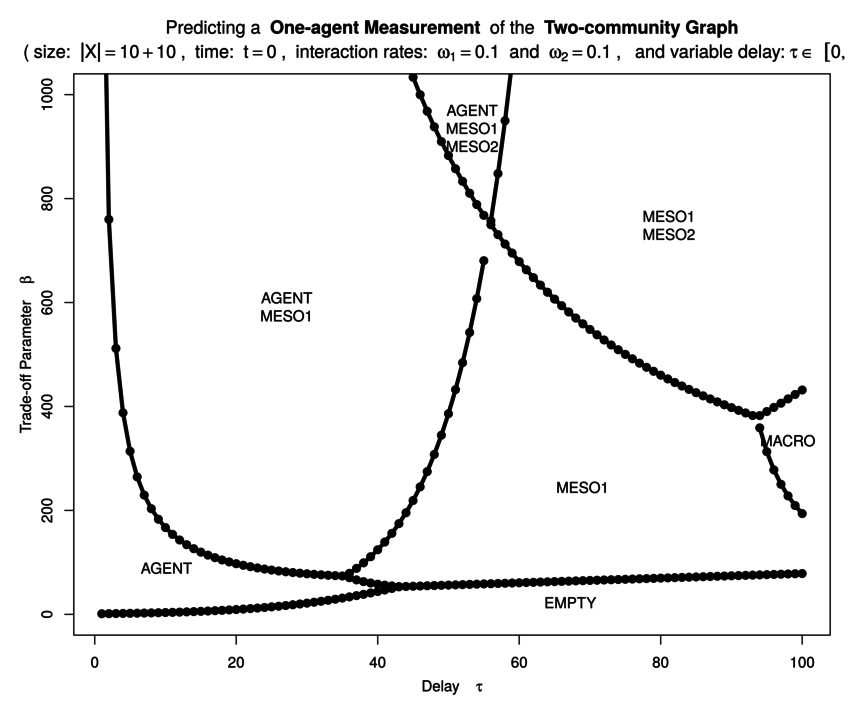 Predicting a One-agent Measurement of the Two-community Graph
( size: |X| = 10 + 10 , time: t = 0 , interaction rates: ω₁ = 0.1 and ω₂ = 0.1 , and variable delay: τ ∈ [0,
Trade-off Parameter β
1000
800
600
400
200
0
AGENT
MESO1
MESO2
MESO1
MESO2
AGENT
MESO1
MACRO
MESO1
AGENT
EMPTY
0 20 40 60 80 100
Delay τ